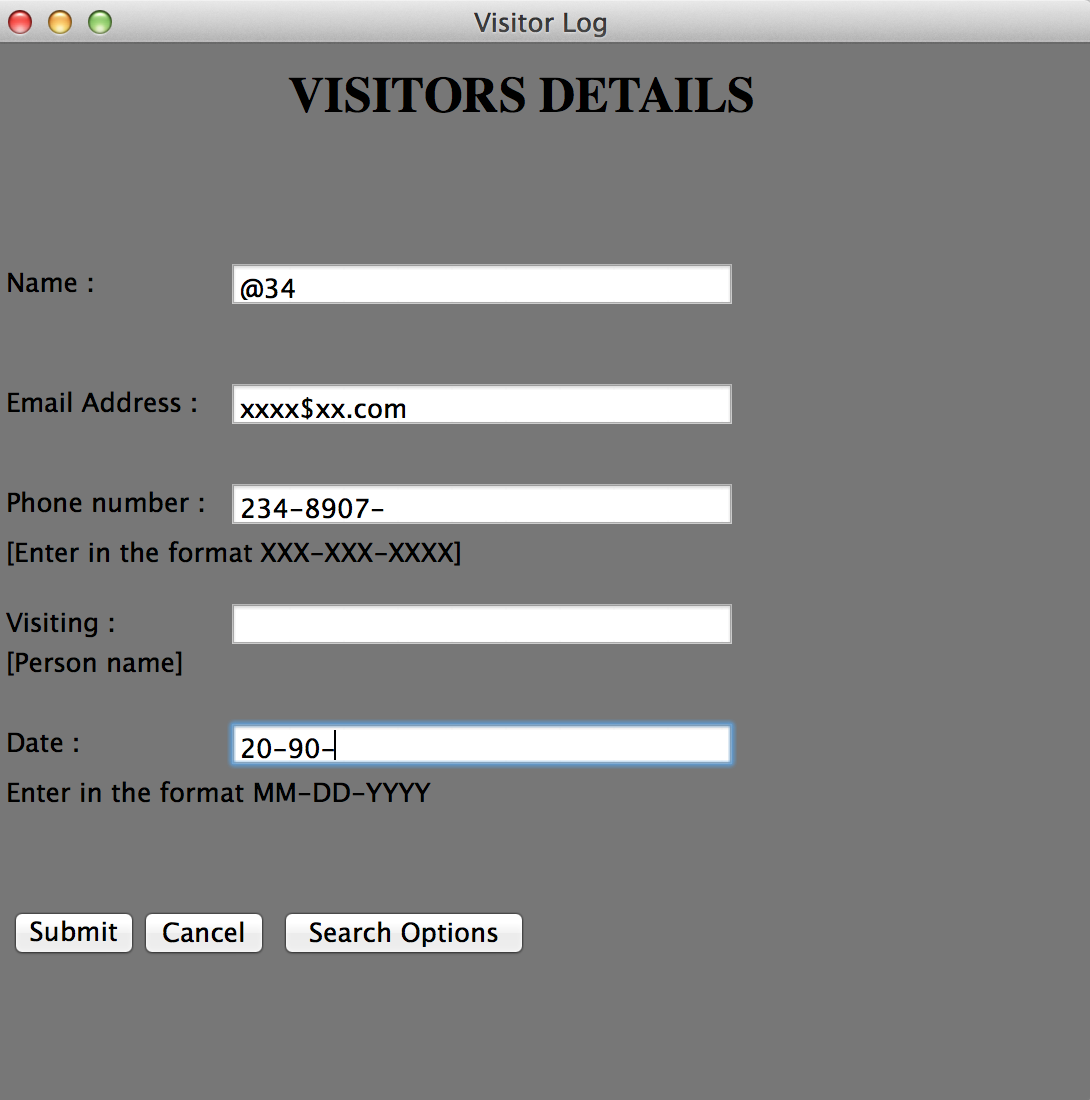 Visitor Log
VISITORS DETAILS
Name : @34
Email Address : xxxx$xx.com
Phone number : 234-8907-
[Enter in the format XXX-XXX-XXXX]
Visiting :
[Person name]
Date : 20-90-
Enter in the format MM-DD-YYYY
Submit Cancel Search Options